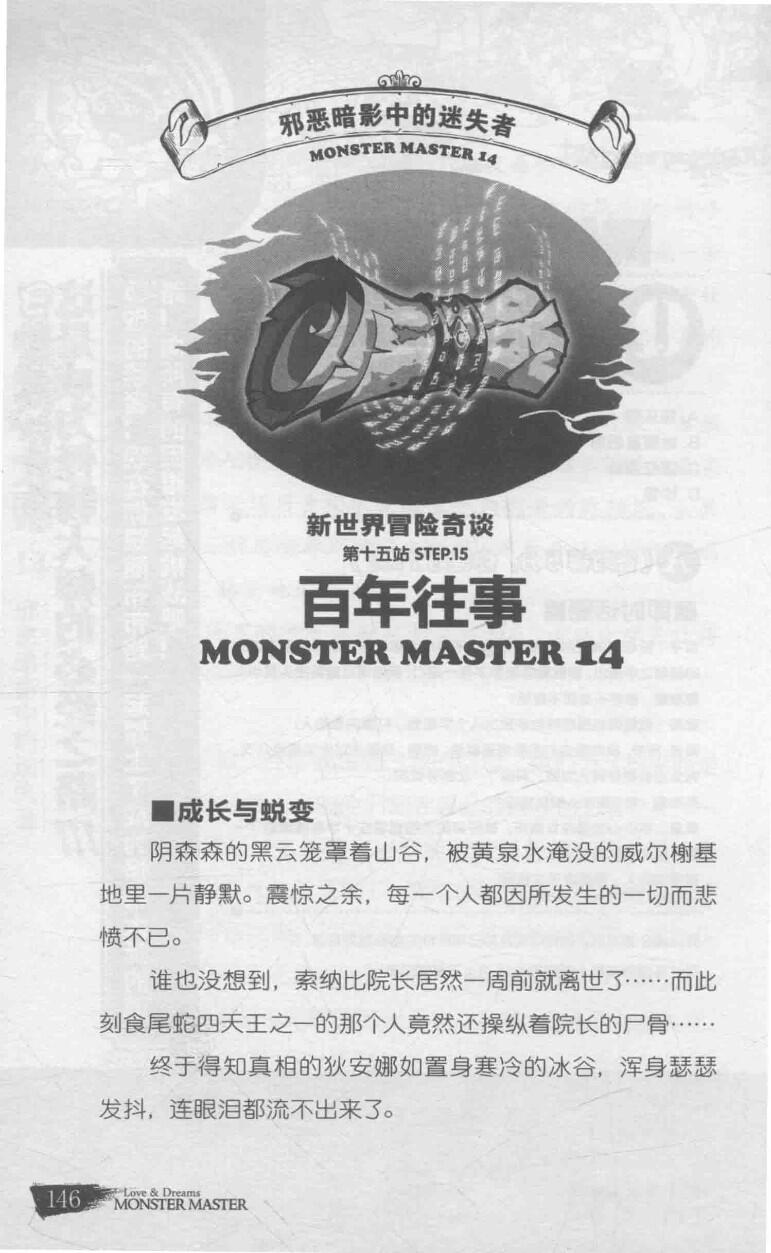 邪恶暗影中的迷失者
MONSTER MASTER 14
新世界冒险奇谈
第十五站 STEP.15
百年往事
MONSTER MASTER 14
■成长与蜕变
阴森森的黑云笼罩着山谷，被黄泉水淹没的威尔榭基
地里一片静默。震惊之余，每一个人都因所发生的一切而悲
愤不已。
谁也没想到，索纳比院长居然一周前就离世了……而此
刻食尾蛇四天王之一的那个人竟然还操纵着院长的尸骨……
终于得知真相的狄安娜如置身寒冷的冰谷，浑身瑟瑟
发抖，连眼泪都流不出来了。
146
Love & Dreams
MONSTER MASTER